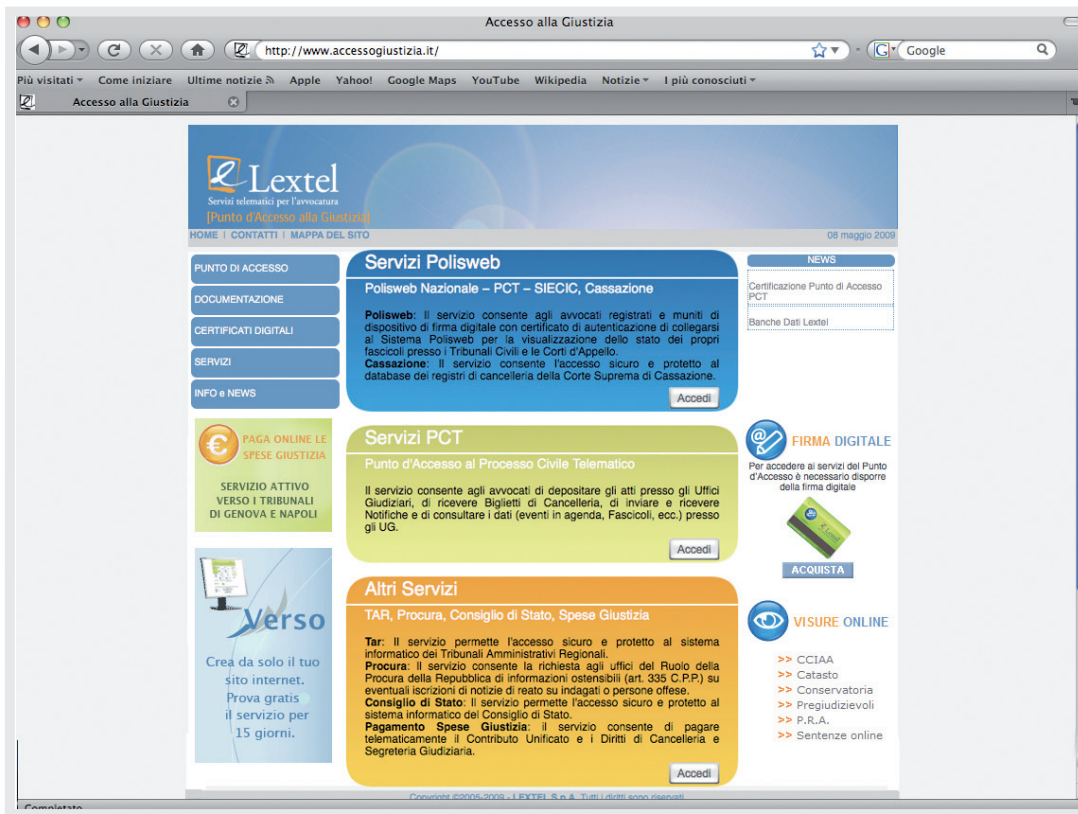 Accesso alla Giustizia
http://www.accessogiustizia.it/
Google
Più visitati Come iniziare Ultime notizie Apple Yahoo! Google Maps YouTube Wikipedia Notizie I più conosciuti
Accesso alla Giustizia
Lextel
Servizi telematici per l'avvocatura
[Punto d'Accesso alla Giustizia]
HOME | CONTATTI | MAPPA DEL SITO
08 maggio 2009
PUNTO DI ACCESSO
DOCUMENTAZIONE
CERTIFICATI DIGITALI
SERVIZI
INFO e NEWS
PAGA ONLINE LE
SPESE GIUSTIZIA
SERVIZIO ATTIVO
VERSO I TRIBUNALI
DI GENOVA E NAPOLI
Verso
Crea da solo il tuo
sito internet.
Prova gratis
il servizio per
15 giorni.
Servizi Polisweb
Polisweb Nazionale – PCT – SIECIC, Cassazione
Polisweb: Il servizio consente agli avvocati registrati e muniti di
dispositivo di firma digitale con certificato di autenticazione di collegarsi
al Sistema Polisweb per la visualizzazione dello stato dei propri
fascicoli presso i Tribunali Civili e le Corti d'Appello.
Cassazione: Il servizio consente l'accesso sicuro e protetto al
database dei registri di cancelleria della Corte Suprema di Cassazione.
Accedi
Servizi PCT
Punto d'Accesso al Processo Civile Telematico
Il servizio consente agli avvocati di depositare gli atti presso gli Uffici
Giudiziari, di ricevere Biglietti di Cancelleria, di inviare e ricevere
Notifiche e di consultare i dati (eventi in agenda, Fascicoli, ecc.) presso
gli UG.
Accedi
Altri Servizi
TAR, Procura, Consiglio di Stato, Spese Giustizia
Tar: Il servizio permette l'accesso sicuro e protetto al sistema
informatico dei Tribunali Amministrativi Regionali.
Procura: Il servizio consente la richiesta agli uffici del Ruolo della
Procura della Repubblica di informazioni ostensibili (art. 335 C.P.P.) su
eventuali iscrizioni di notizie di reato su indagati o persone offese.
Consiglio di Stato: Il servizio permette l'accesso sicuro e protetto al
sistema informatico del Consiglio di Stato.
Pagamento Spese Giustizia: il servizio consente di pagare
telematicamente il Contributo Unificato e i Diritti di Cancelleria e
Segreteria Giudiziaria.
Accedi
NEWS
Certificazione Punto di Accesso
PCT
Banche Dati Lextel
FIRMA DIGITALE
Per accedere ai servizi del Punto
d'Accesso è necessario disporre
della firma digitale
Lextel
ACQUISTA
VISURE ONLINE
>> CCIAA
>> Catasto
>> Conservatoria
>> Pregiudizievoli
>> P.R.A.
>> Sentenze online
Copyright ©2005-2009 - LEXTEL S.p.A. Tutti i diritti sono riservati
Completato